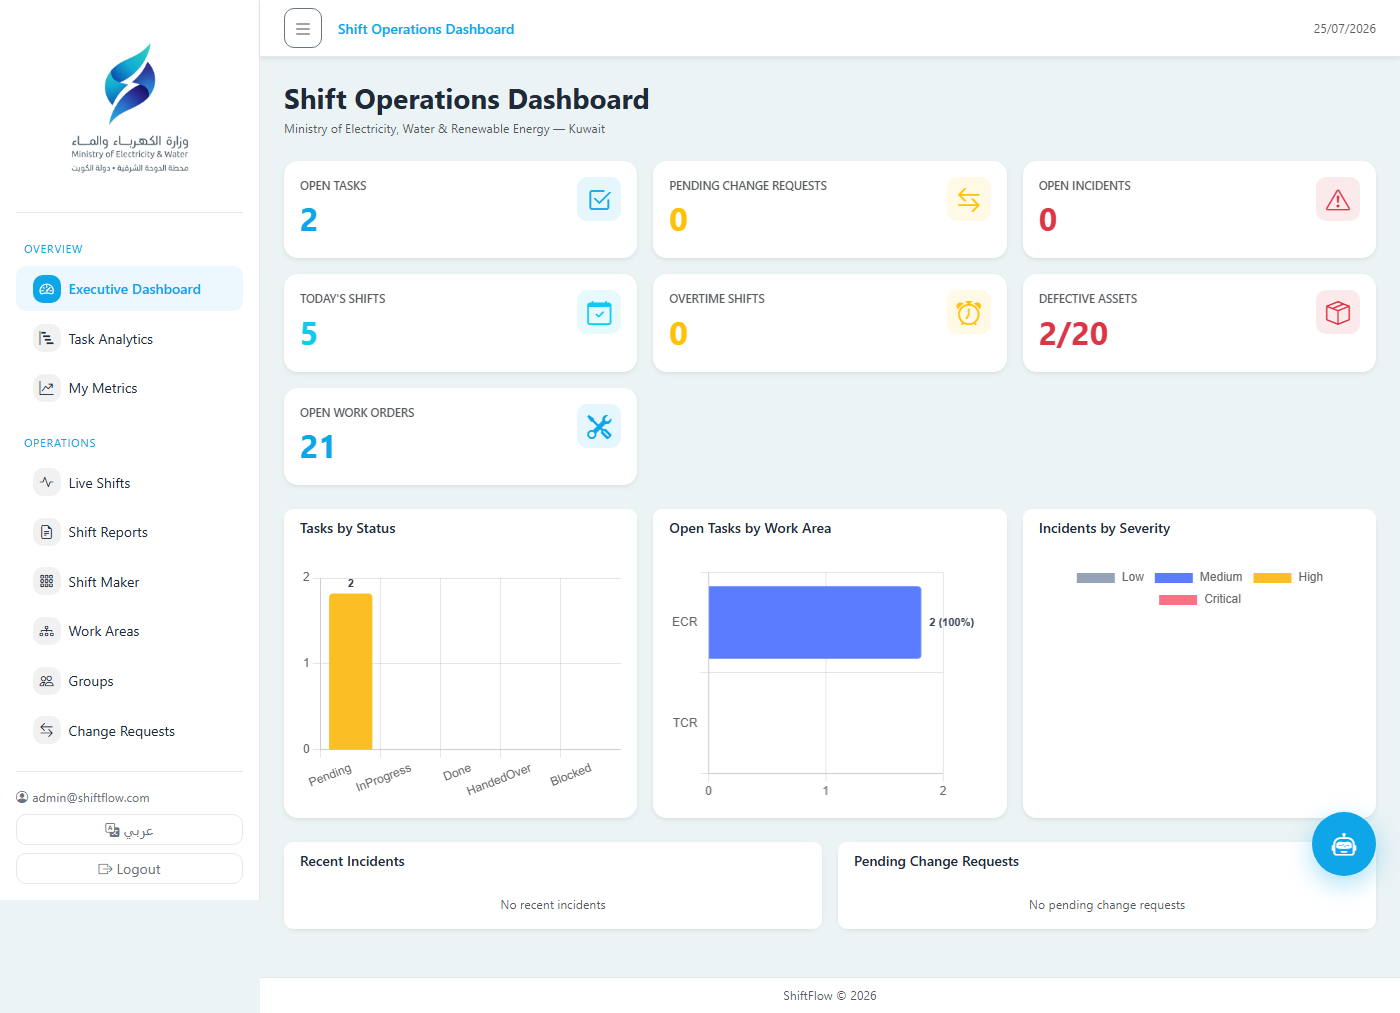 وزارة الكهرباء والماء
Ministry of Electricity & Water
محطة الدوحة الشرقية • دولة الكويت
OVERVIEW
Executive Dashboard
Task Analytics
My Metrics
OPERATIONS
Live Shifts
Shift Reports
Shift Maker
Work Areas
Groups
Change Requests
admin@shiftflow.com
عربي
Logout
Shift Operations Dashboard
25/07/2026
Shift Operations Dashboard
Ministry of Electricity, Water & Renewable Energy — Kuwait
OPEN TASKS
2
PENDING CHANGE REQUESTS
0
OPEN INCIDENTS
0
TODAY'S SHIFTS
5
OVERTIME SHIFTS
0
DEFECTIVE ASSETS
2/20
OPEN WORK ORDERS
21
Tasks by Status
2
1
0
2
Pending
InProgress
Done
HandedOver
Blocked
Open Tasks by Work Area
ECR
2 (100%)
TCR
0
1
2
Incidents by Severity
Low
Medium
High
Critical
Recent Incidents
No recent incidents
Pending Change Requests
No pending change requests
ShiftFlow © 2026